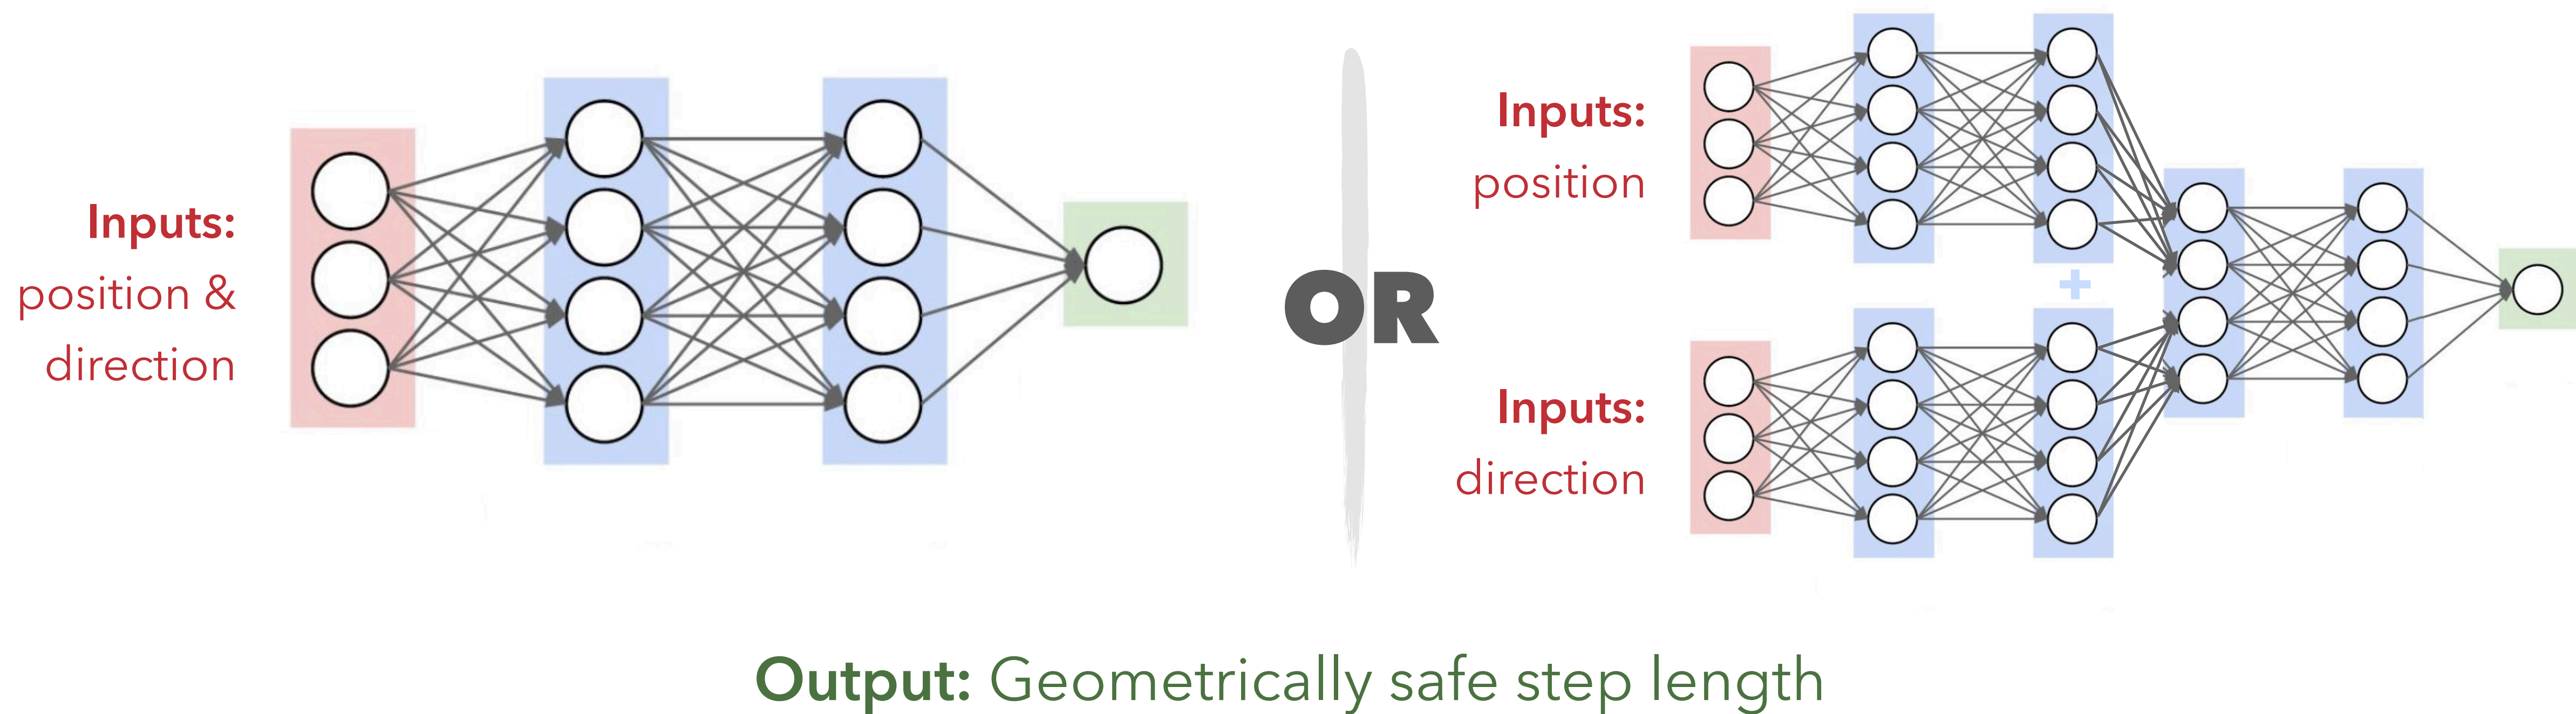 Inputs:
position &
direction
OR
Inputs:
position
+
Inputs:
direction
Output: Geometrically safe step length